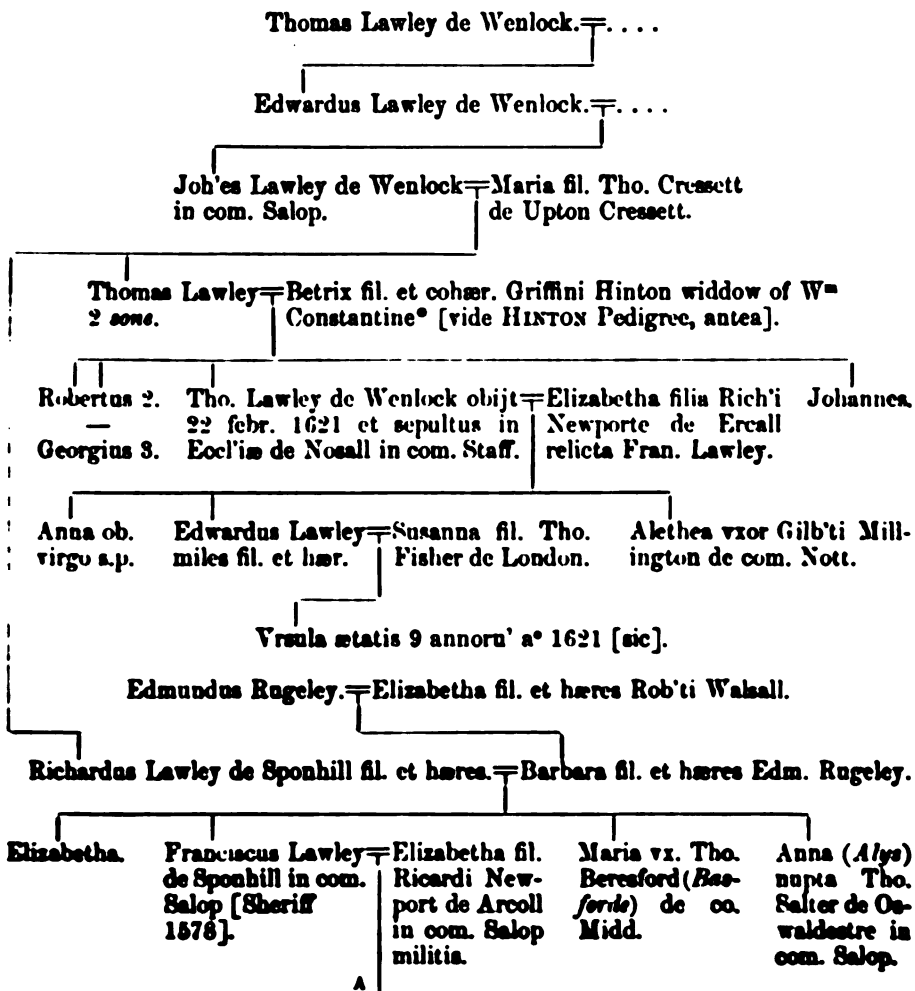 Thomas Lawley de Wenlock.=. . . .
Edwardus Lawley de Wenlock.=. . . .
Joh'es Lawley de Wenlock=Maria fil. Tho. Cressett
in com. Salop. de Upton Cressett.
Thomas Lawley=Betrix fil. et cohær. Griffini Hinton widdow of Wm
2 sons. Constantine* [vide HINTON Pedigree, antea].
Robertus 2.
—
Georgius 3.
Tho. Lawley de Wenlock obijt=
22 febr. 1621 et sepultus in
Eccl'iæ de Nosall in com. Staff.
Elizabetha filia Rich'i
Newporte de Ercall
relicta Fran. Lawley.
Johannes.
Anna ob.
virgo s.p.
Edwardus Lawley=
miles fil. et hær.
Susanna fil. Tho.
Fisher de London.
Alethea vxor Gilb'ti Mill-
ington de com. Nott.
Vrsula ætatis 9 annoru' a° 1621 [sic].
Edmundus Rugeley.=Elizabetha fil. et hæres Rob'ti Walsall.
Richardus Lawley de Sponhill fil. et hæres.=Barbara fil. et hæres Edm. Rugeley.
Elizabetha.
Franciscus Lawley=
de Sponhill in com.
Salop [Sheriff
1578].
Elizabetha fil.
Ricardi New-
port de Arcoll
in com. Salop
militis.
Maria vx. Tho.
Beresford (Bas-
forde) de co.
Midd.
Anna (Alys)
nupta Tho.
Salter de Os-
waldestre in
com. Salop.
A